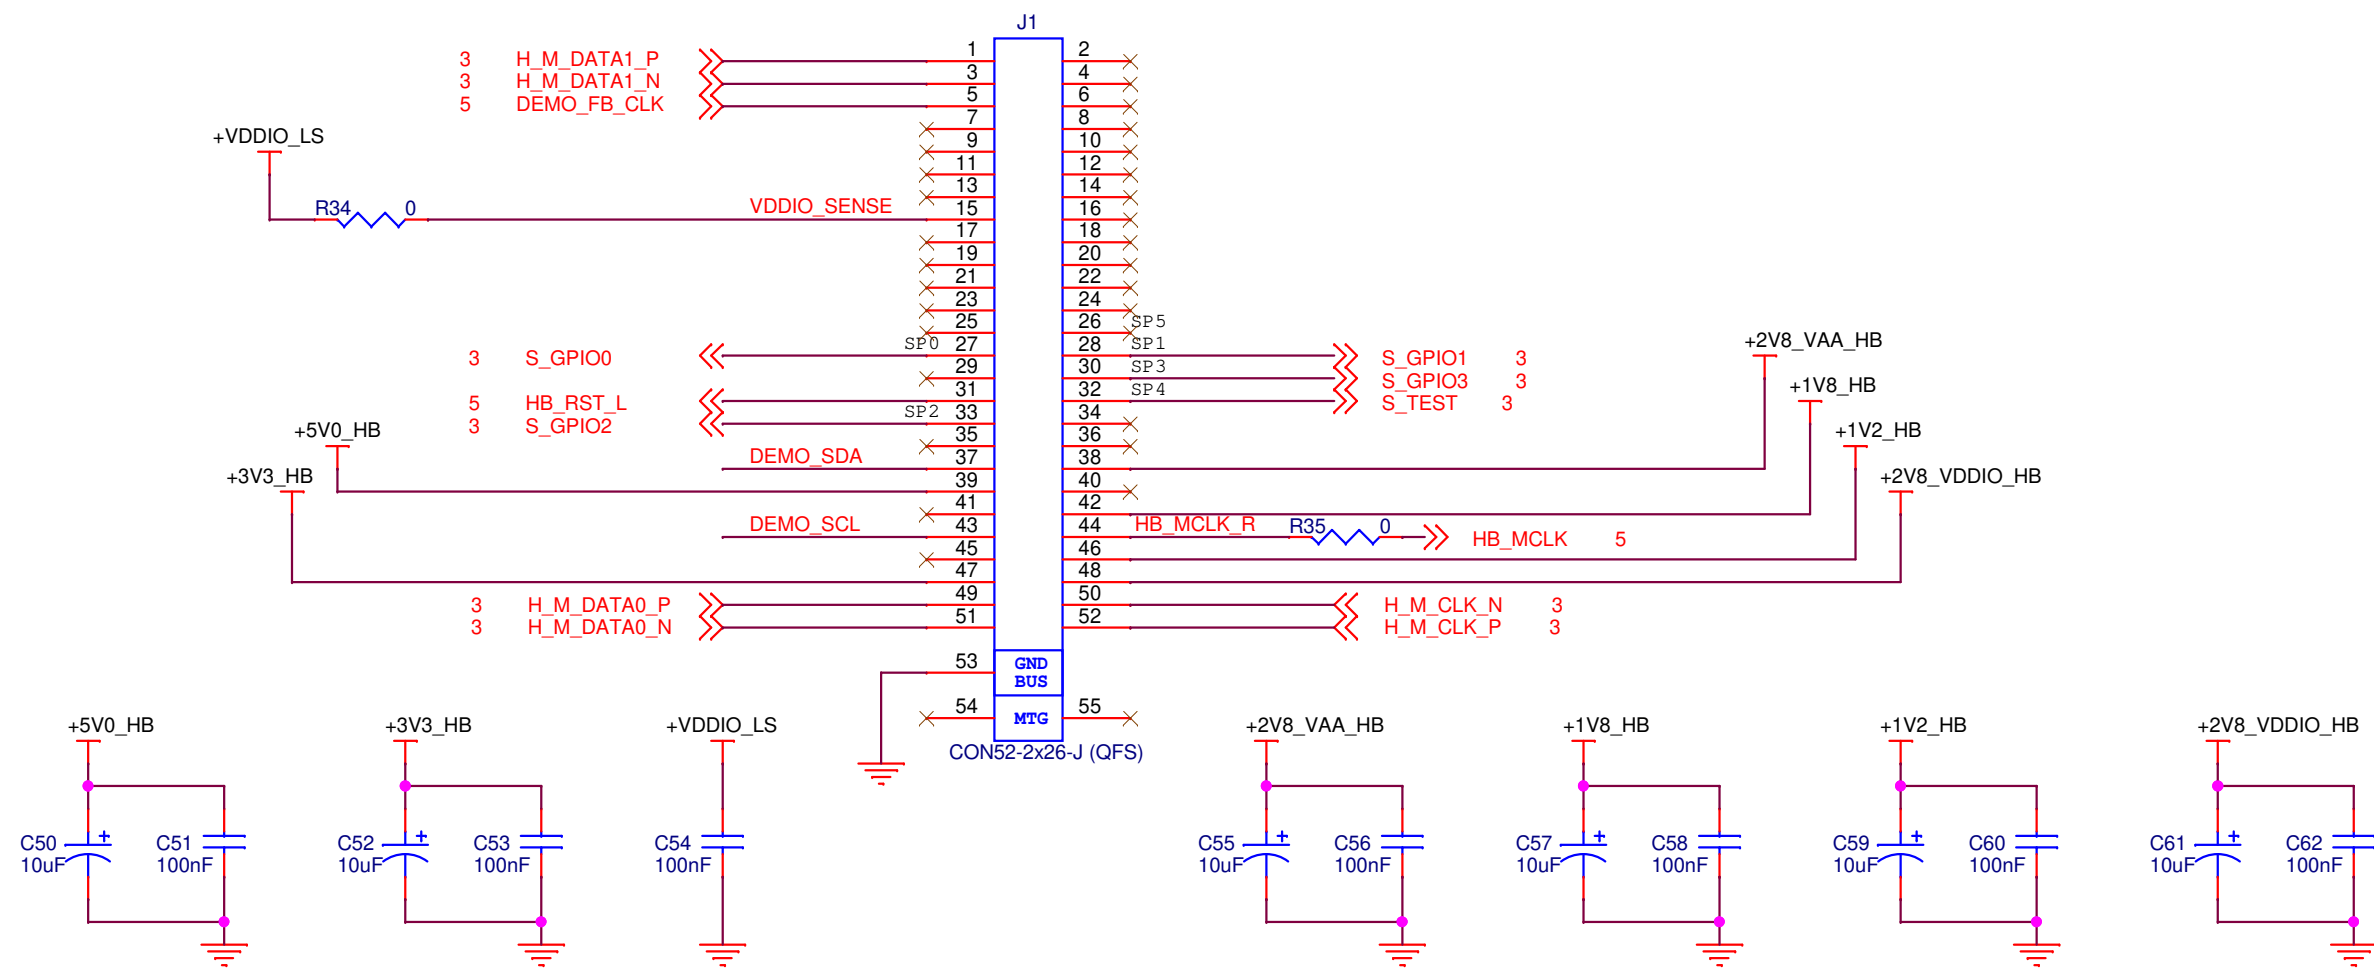 J1
3 H_M_DATA1_P 1 2
3 H_M_DATA1_N 3 4
5 DEMO_FB_CLK 5 6
7 8
+VDDIO_LS
9 10
11 12
13 14
R34 0 VDDIO_SENSE 15 16
17 18
19 20
21 22
23 24
25 26 SP5
3 S_GPIO0 SP0 27 28 SP1 S_GPIO1 3
+2V8_VAA_HB
29 30 SP3 S_GPIO3 3
+1V8_HB
5 HB_RST_L 31 32 SP4 S_TEST 3
3 S_GPIO2 SP2 33 34
+5V0_HB +1V2_HB
35 36
DEMO_SDA 37 38
+3V3_HB +2V8_VDDIO_HB
39 40
41 42
DEMO_SCL 43 44 HB_MCLK_R R35 0 HB_MCLK 5
45 46
47 48
3 H_M_DATA0_P 49 50 H_M_CLK_N 3
3 H_M_DATA0_N 51 52 H_M_CLK_P 3
53 GND
BUS
54 MTG 55
CON52-2x26-J (QFS)
+5V0_HB +3V3_HB +VDDIO_LS +2V8_VAA_HB +1V8_HB +1V2_HB +2V8_VDDIO_HB
C50 + C51 C52 + C53 C54 C55 + C56 C57 + C58 C59 + C60 C61 + C62
10uF 100nF 10uF 100nF 100nF 10uF 100nF 10uF 100nF 10uF 100nF 10uF 100nF